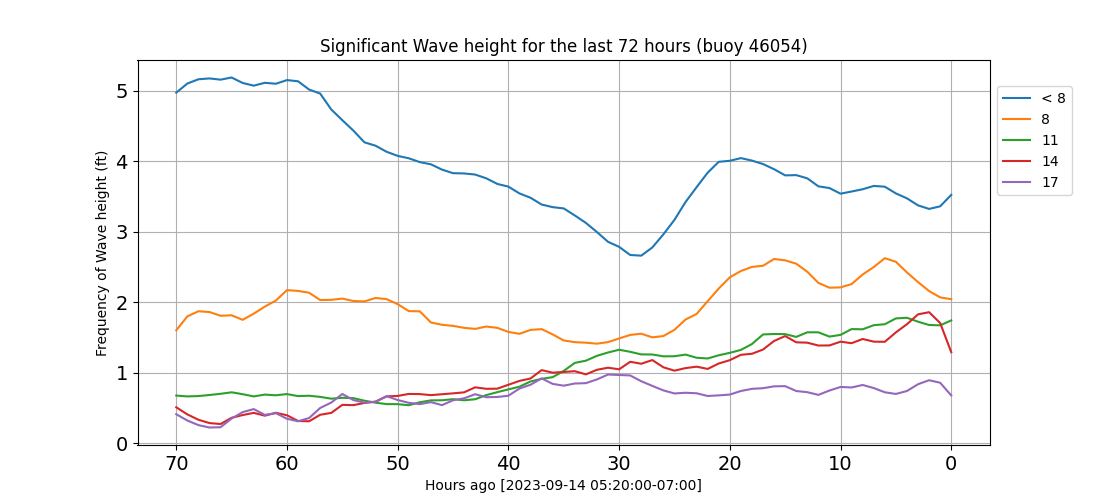 Significant Wave height for the last 72 hours (buoy 46054)
Frequency of Wave height (ft)
5
4
3
2
1
0
70 60 50 40 30 20 10 0
Hours ago [2023-09-14 05:20:00-07:00]
< 8
8
11
14
17